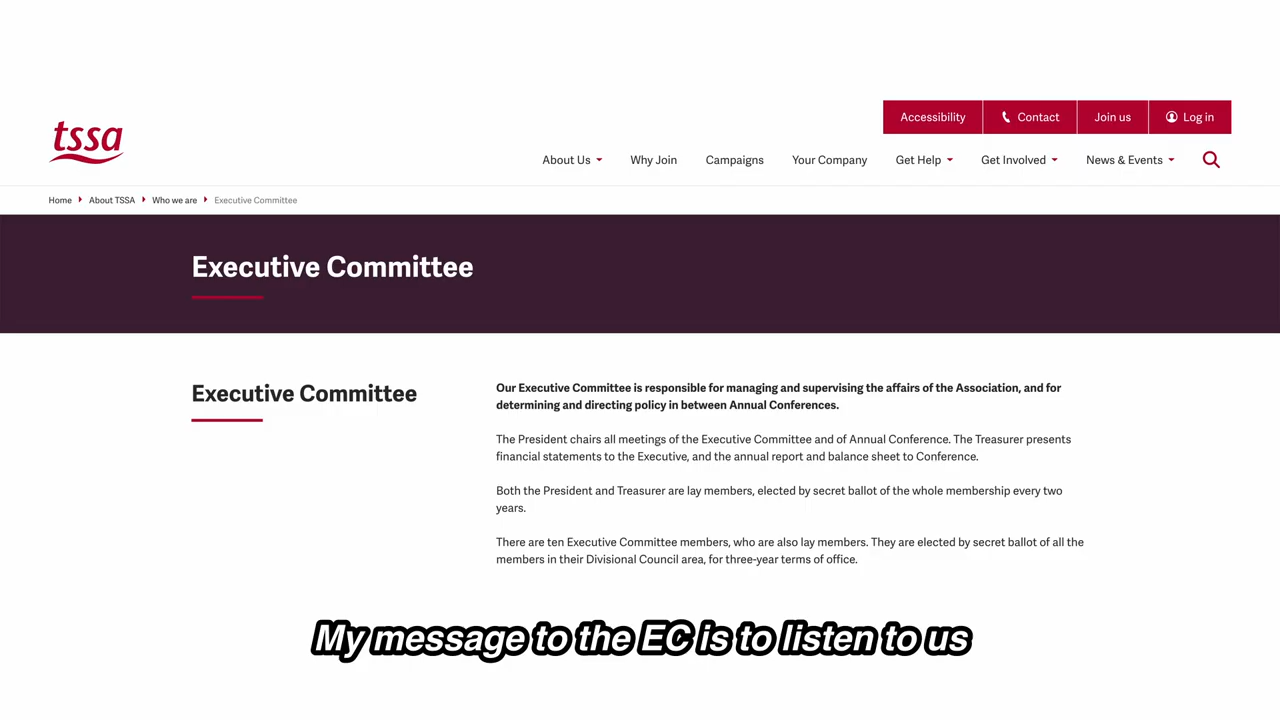 tssa
Accessibility
Contact
Join us
Log in
About Us
Why Join
Campaigns
Your Company
Get Help
Get Involved
News & Events
Home
About TSSA
Who we are
Executive Committee
Executive Committee
Executive Committee
Our Executive Committee is responsible for managing and supervising the affairs of the Association, and for
determining and directing policy in between Annual Conferences.
The President chairs all meetings of the Executive Committee and of Annual Conference. The Treasurer presents
financial statements to the Executive, and the annual report and balance sheet to Conference.
Both the President and Treasurer are lay members, elected by secret ballot of the whole membership every two
years.
There are ten Executive Committee members, who are also lay members. They are elected by secret ballot of all the
members in their Divisional Council area, for three-year terms of office.
My message to the EC is to listen to us